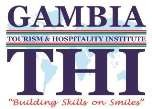 GAMBIA
TOURISM & HOSPITALITY INSTITUTE
THI
"Building Skills on Smiles"